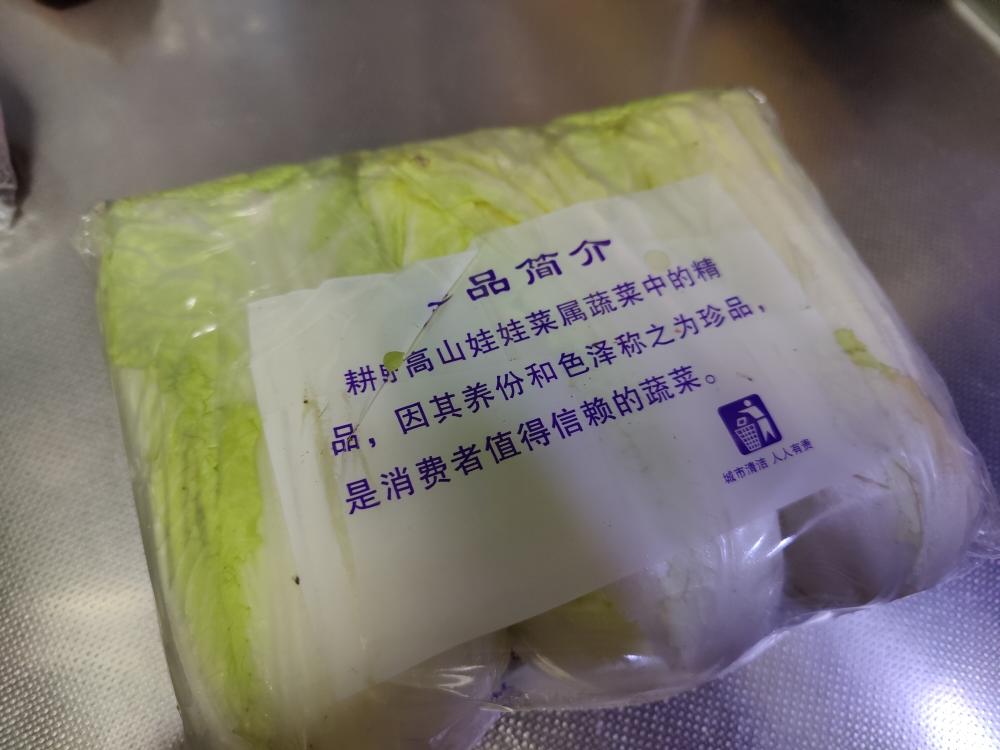 品简介
耕 高山娃娃菜属蔬菜中的精
品，因其养份和色泽称之为珍品，
是消费者值得信赖的蔬菜。
城市清洁 人人有责